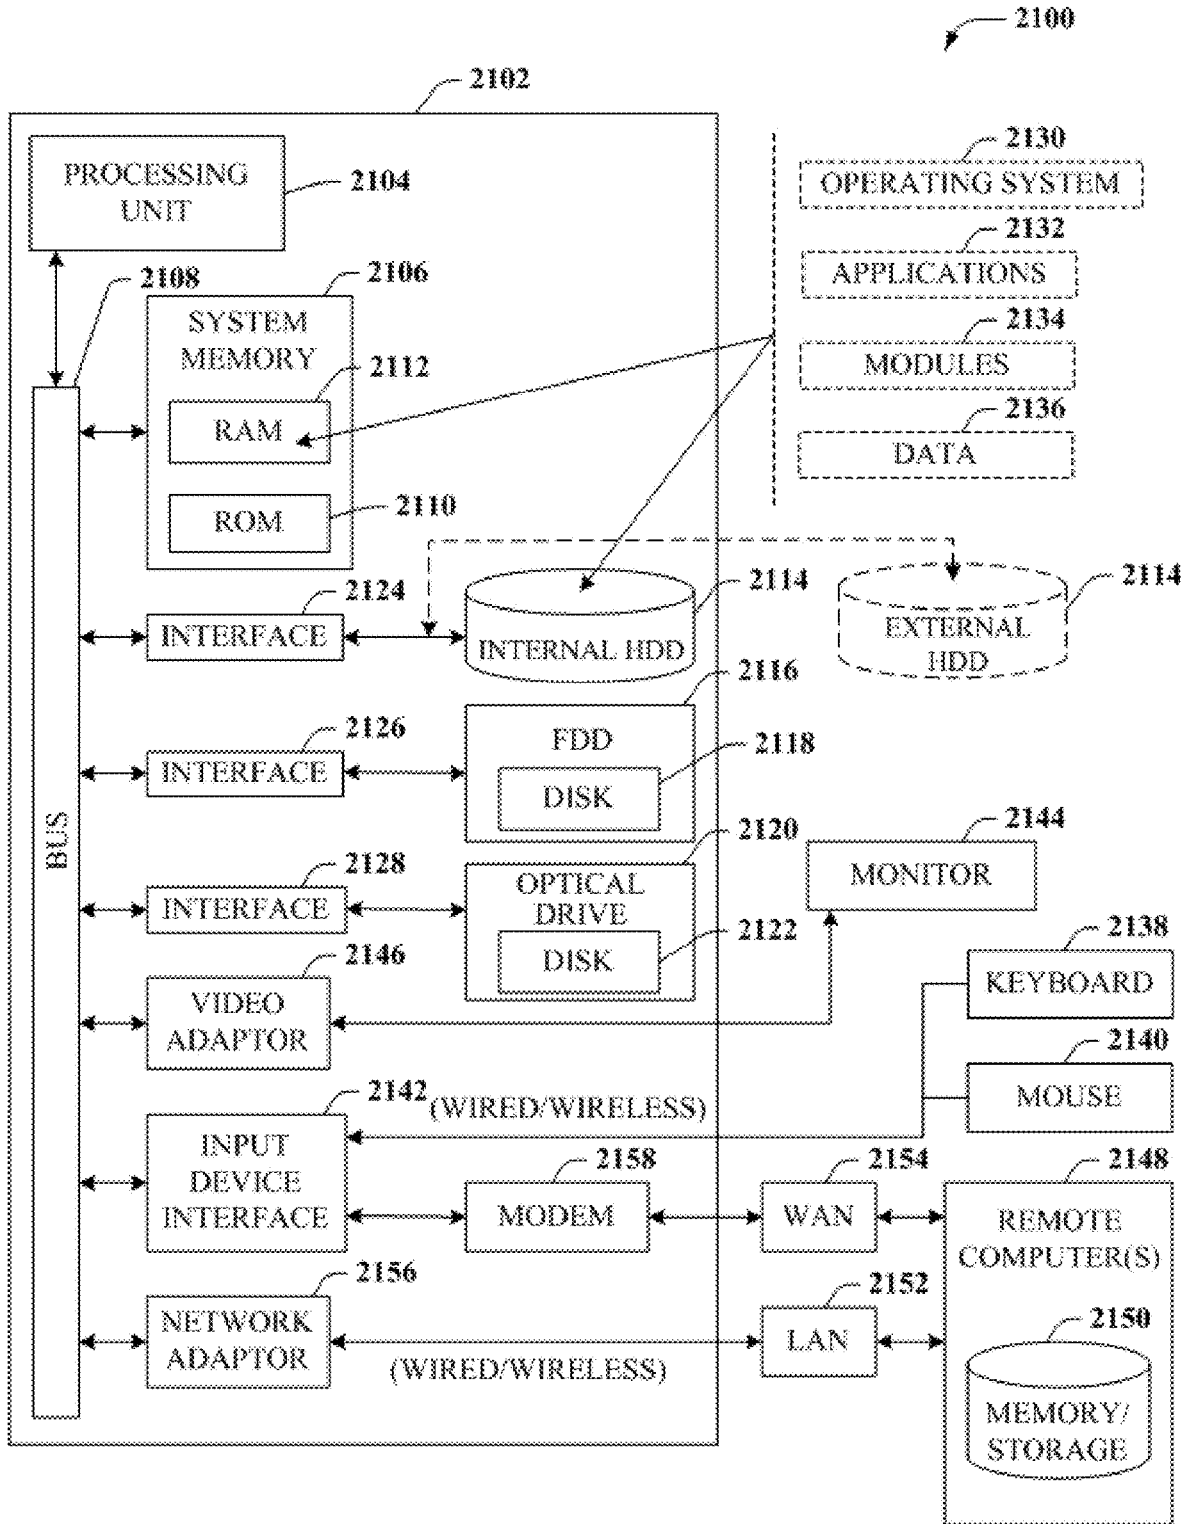 2100
2102
PROCESSING
UNIT
2104
2130
OPERATING SYSTEM
2132
APPLICATIONS
2134
MODULES
2136
DATA
2108
2106
SYSTEM
MEMORY
2112
RAM
2110
ROM
2124
INTERFACE
2114
INTERNAL HDD
2114
EXTERNAL
HDD
2126
INTERFACE
2116
FDD
2118
DISK
BUS
2128
INTERFACE
2120
OPTICAL
DRIVE
2122
DISK
2144
MONITOR
2146
VIDEO
ADAPTOR
2138
KEYBOARD
2140
MOUSE
2142
(WIRED/WIRELESS)
INPUT
DEVICE
INTERFACE
2158
MODEM
2154
WAN
2148
REMOTE
COMPUTER(S)
2156
NETWORK
ADAPTOR
(WIRED/WIRELESS)
2152
LAN
2150
MEMORY/
STORAGE